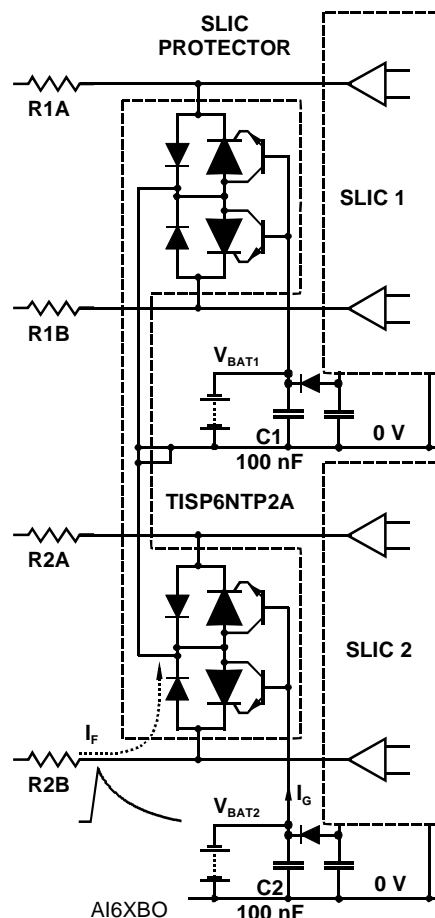 SLIC
PROTECTOR
R1A
SLIC 1
R1B
VBAT1
C1
0 V
100 nF
TISP6NTP2A
R2A
SLIC 2
IF
R2B
IG
VBAT2
C2
0 V
AI6XBO
100 nF